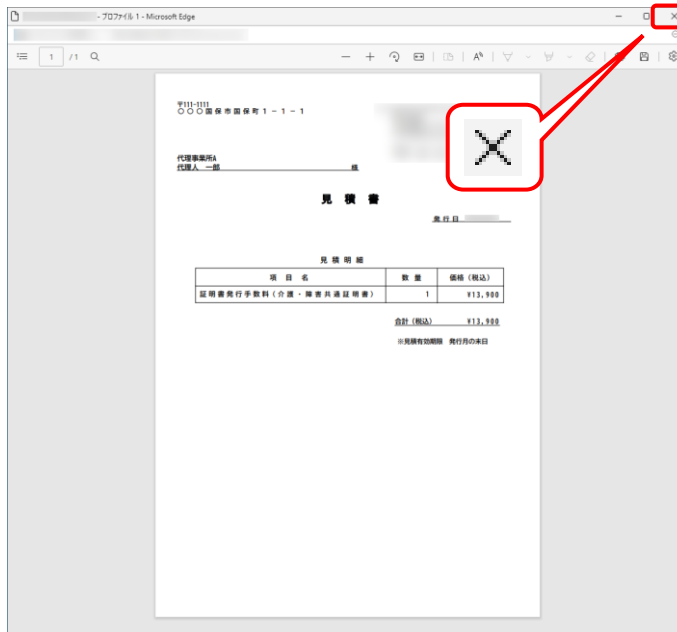 - プロファイル 1 - Microsoft Edge
1 /1
〒111-1111
〇〇〇国保市国保町1-1-1
代理事業所A
代理人 一郎 様
見 積 書
発行日
見積明細
項 目 名 数 量 価格（税込）
証明書発行手数料（介護・障害共通証明書） 1 ¥13,900
合計（税込） ¥13,900
※見積有効期限 発行月の末日